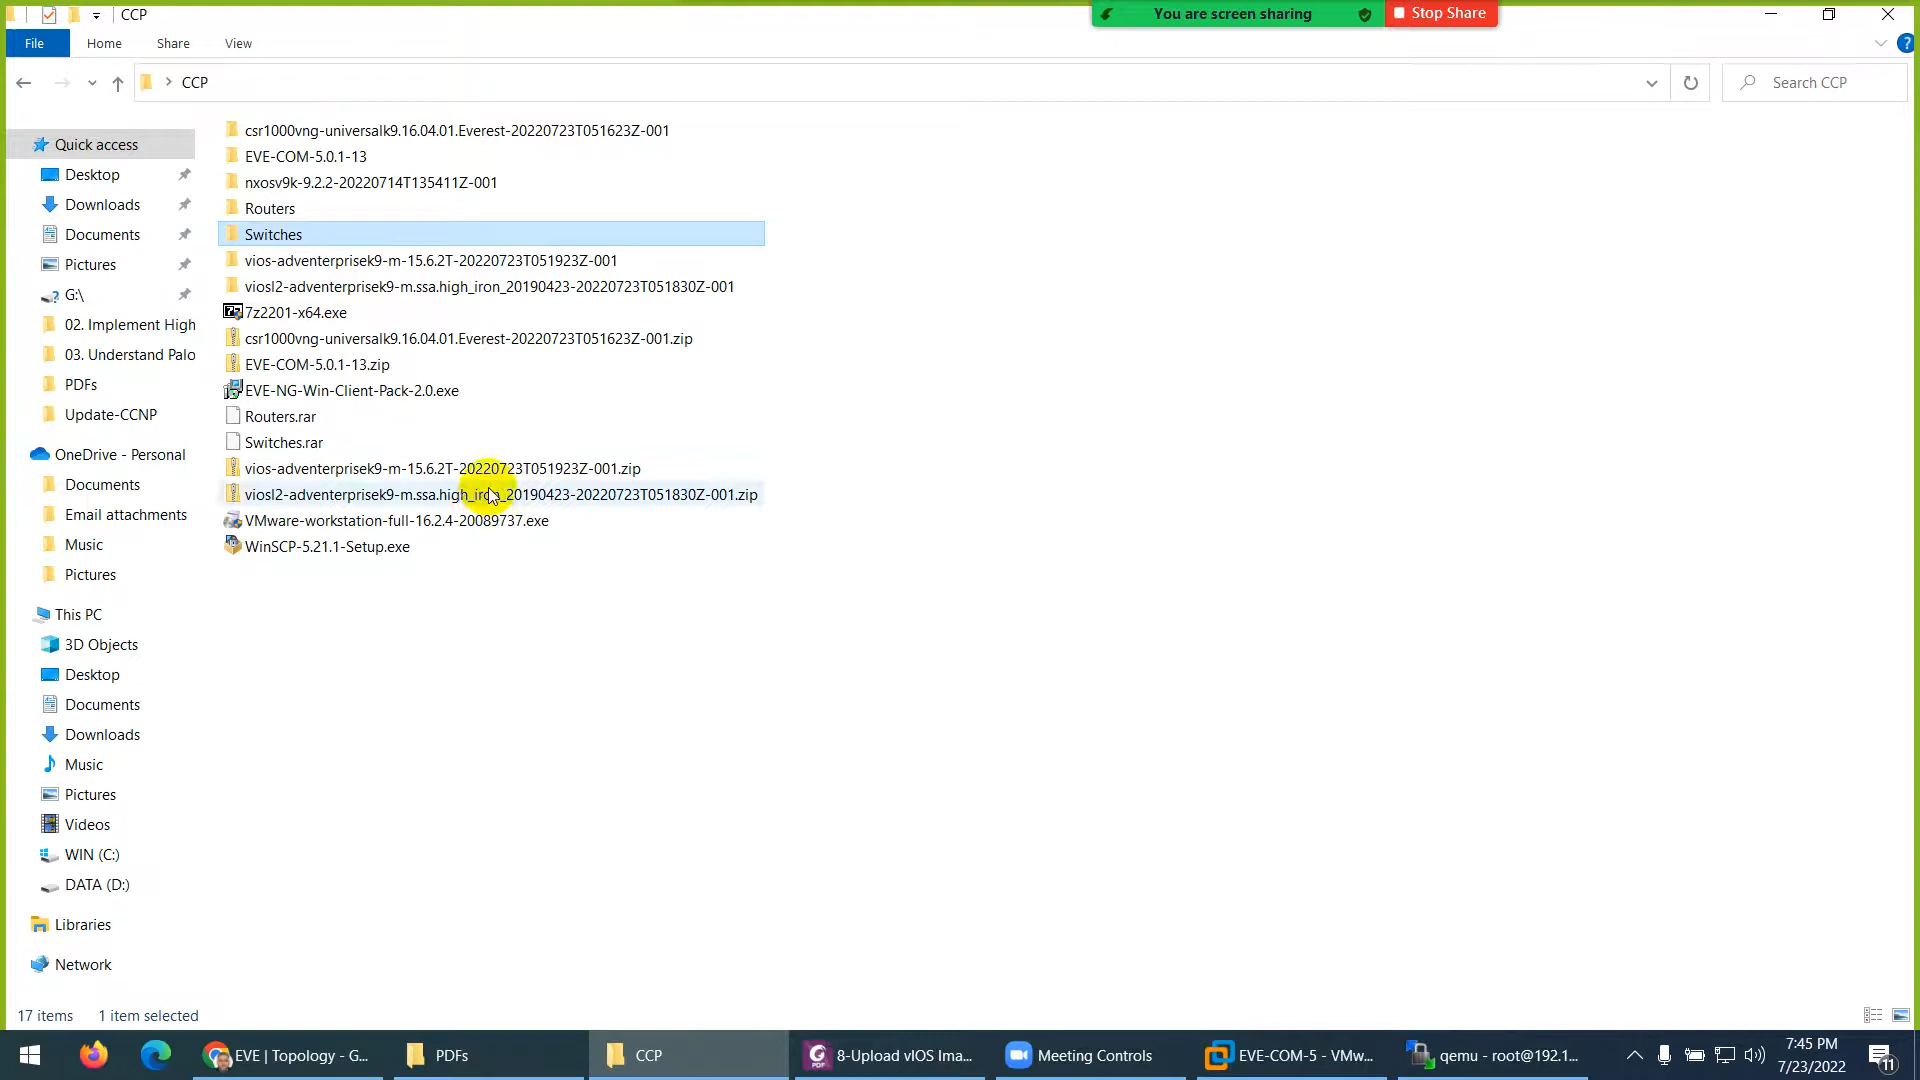 CCP
You are screen sharing
Stop Share
File
Home
Share
View
?
CCP
Search CCP
Quick access
Desktop
Downloads
Documents
Pictures
G:\
02. Implement High
03. Understand Palo
PDFs
Update-CCNP
OneDrive - Personal
Documents
Email attachments
Music
Pictures
This PC
3D Objects
Desktop
Documents
Downloads
Music
Pictures
Videos
WIN (C:)
DATA (D:)
Libraries
Network
csr1000vng-universalk9.16.04.01.Everest-20220723T051623Z-001
EVE-COM-5.0.1-13
nxosv9k-9.2.2-20220714T135411Z-001
Routers
Switches
vios-adventerprisek9-m-15.6.2T-20220723T051923Z-001
viosl2-adventerprisek9-m.ssa.high_iron_20190423-20220723T051830Z-001
7z2201-x64.exe
csr1000vng-universalk9.16.04.01.Everest-20220723T051623Z-001.zip
EVE-COM-5.0.1-13.zip
EVE-NG-Win-Client-Pack-2.0.exe
Routers.rar
Switches.rar
vios-adventerprisek9-m-15.6.2T-20220723T051923Z-001.zip
viosl2-adventerprisek9-m.ssa.high_iron_20190423-20220723T051830Z-001.zip
VMware-workstation-full-16.2.4-20089737.exe
WinSCP-5.21.1-Setup.exe
17 items
1 item selected
EVE | Topology - G...
PDFs
CCP
8-Upload vIOS Ima...
Meeting Controls
EVE-COM-5 - VMw...
qemu - root@192.1...
7:45 PM
7/23/2022
11